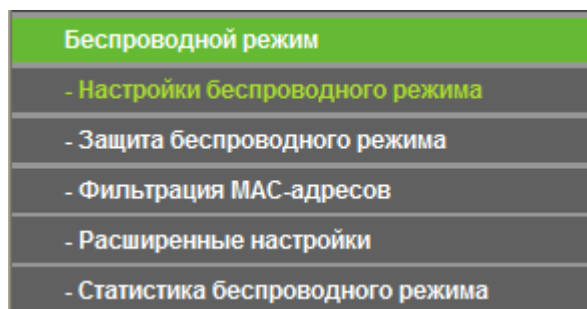 Беспроводной режим
- Настройки беспроводного режима
- Защита беспроводного режима
- Фильтрация MAC-адресов
- Расширенные настройки
- Статистика беспроводного режима